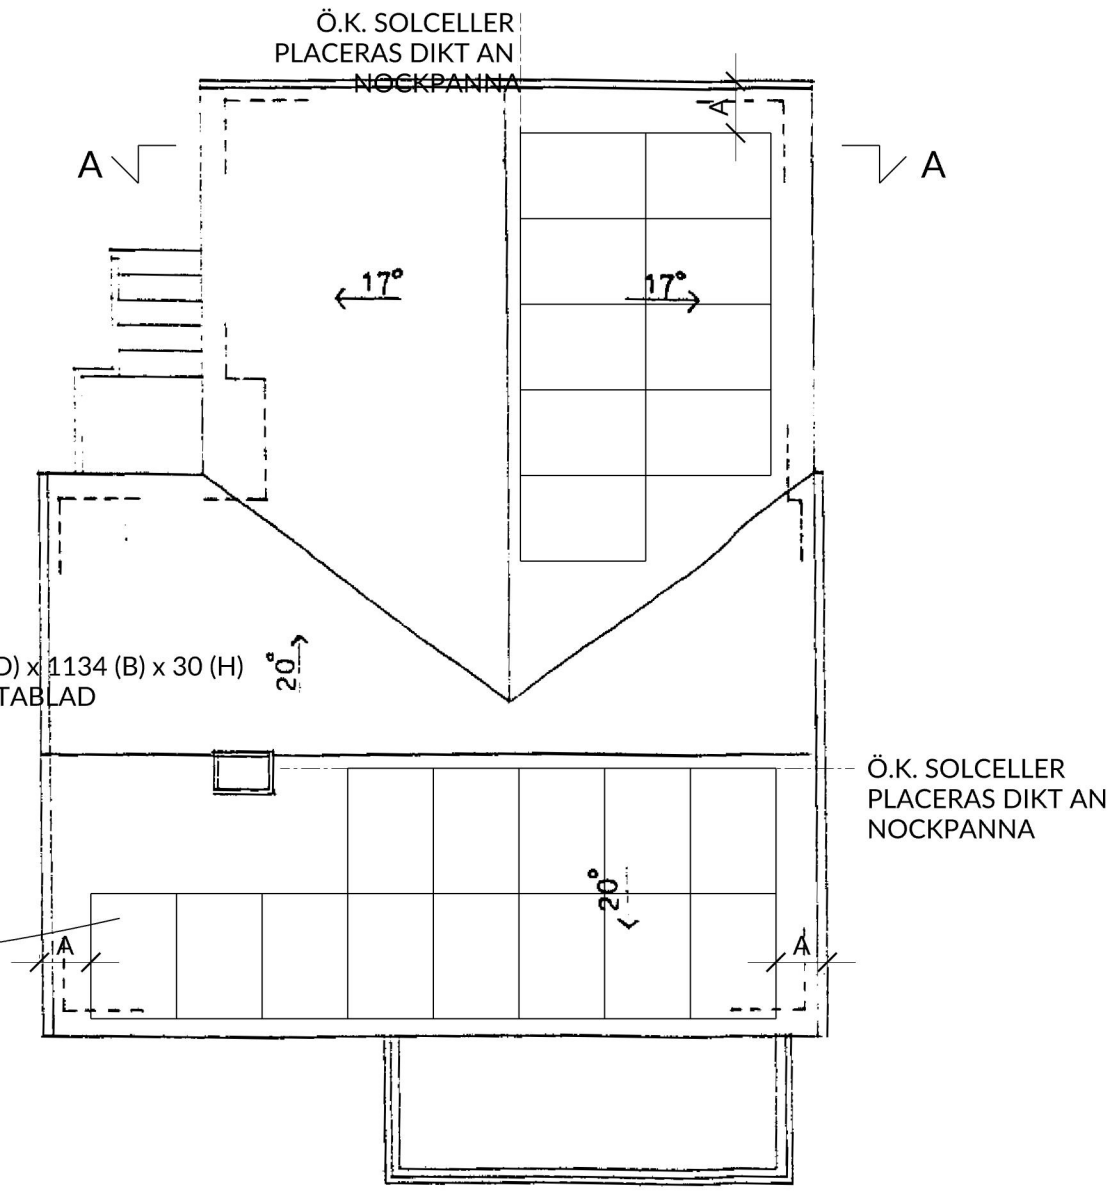 Ö.K. SOLCELLER
PLACERAS DIKT AN
NOCKPANNA
A
A
A
17°
17°
20°
D) x 1134 (B) x 30 (H)
TABLAD
Ö.K. SOLCELLER
PLACERAS DIKT AN
NOCKPANNA
20°
A
A